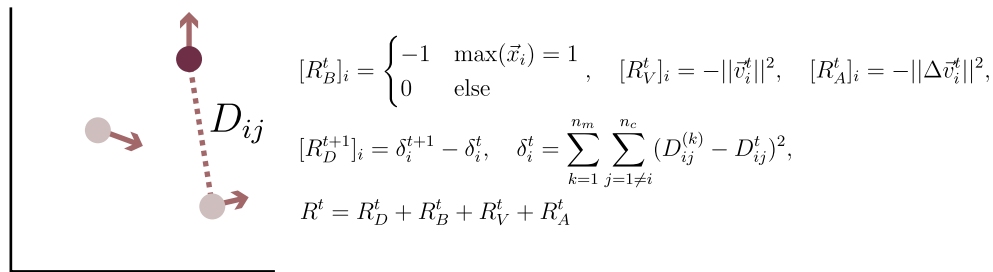 D_{ij}
[R_B^t]_i = \begin{cases} -1 & \max(\vec{x}_i) = 1 \\ 0 & \text{else} \end{cases}, \quad [R_V^t]_i = -||\vec{v}_i^t||^2, \quad [R_A^t]_i = -||\Delta\vec{v}_i^t||^2,
[R_D^{t+1}]_i = \delta_i^{t+1} - \delta_i^t, \quad \delta_i^t = \sum_{k=1}^{n_m} \sum_{j=1 \neq i}^{n_c} (D_{ij}^{(k)} - D_{ij}^t)^2,
R^t = R_D^t + R_B^t + R_V^t + R_A^t